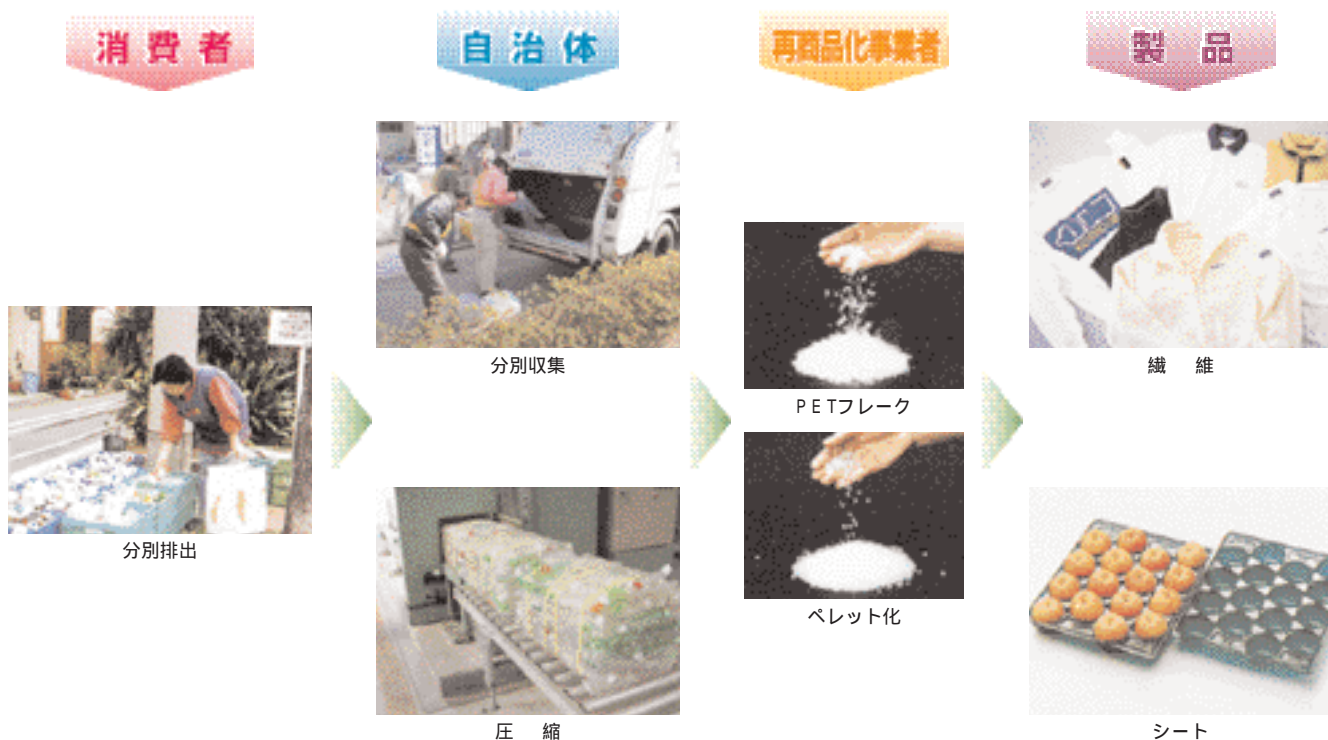 消費者
自治体
再商品化事業者
製品
分別排出
分別収集
圧縮
PETフレーク
ペレット化
繊維
シート